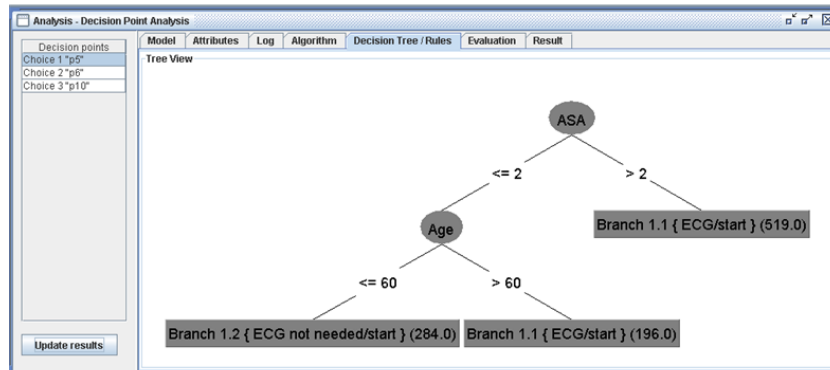 Analysis - Decision Point Analysis
Decision points
Choice 1 "p5"
Choice 2 "p6"
Choice 3 "p10"
Update results
Model Attributes Log Algorithm Decision Tree / Rules Evaluation Result
Tree View
ASA
<= 2 > 2
Age Branch 1.1 { ECG/start } (519.0)
<= 60 > 60
Branch 1.2 { ECG not needed/start } (284.0) Branch 1.1 { ECG/start } (196.0)